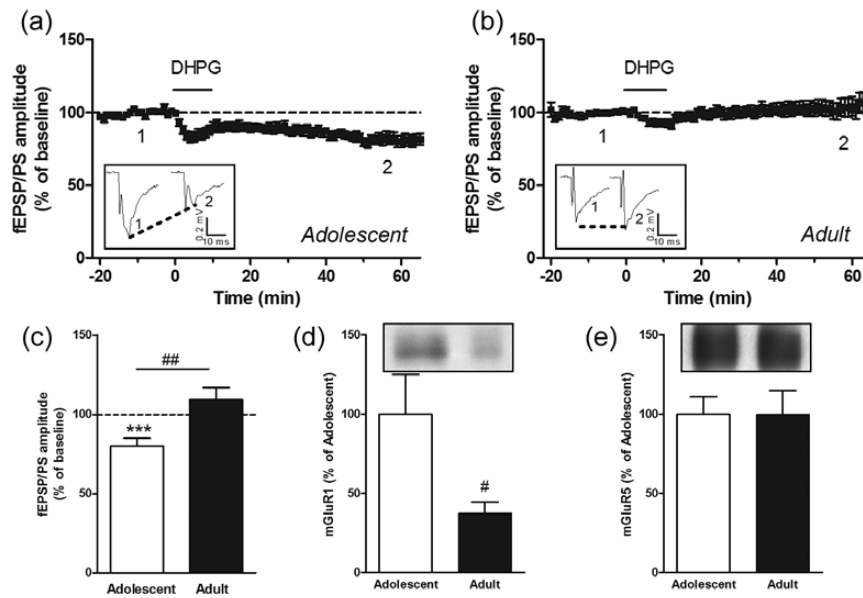 (a)
150
100
50
0
fEPSP/PS amplitude
(% of baseline)
DHPG
1
2
1
2
0.2 mV
10 ms
Adolescent
-20 0 20 40 60
Time (min)
(b)
150
100
50
0
fEPSP/PS amplitude
(% of baseline)
DHPG
1
2
1
2
0.2 mV
10 ms
Adult
-20 0 20 40 60
Time (min)
(c)
150
100
50
0
fEPSP/PS amplitude
(% of baseline)
##
***
Adolescent Adult
(d)
150
100
50
0
mGluR1 (% of Adolescent)
#
Adolescent Adult
(e)
150
100
50
0
mGluR5 (% of Adolescent)
Adolescent Adult